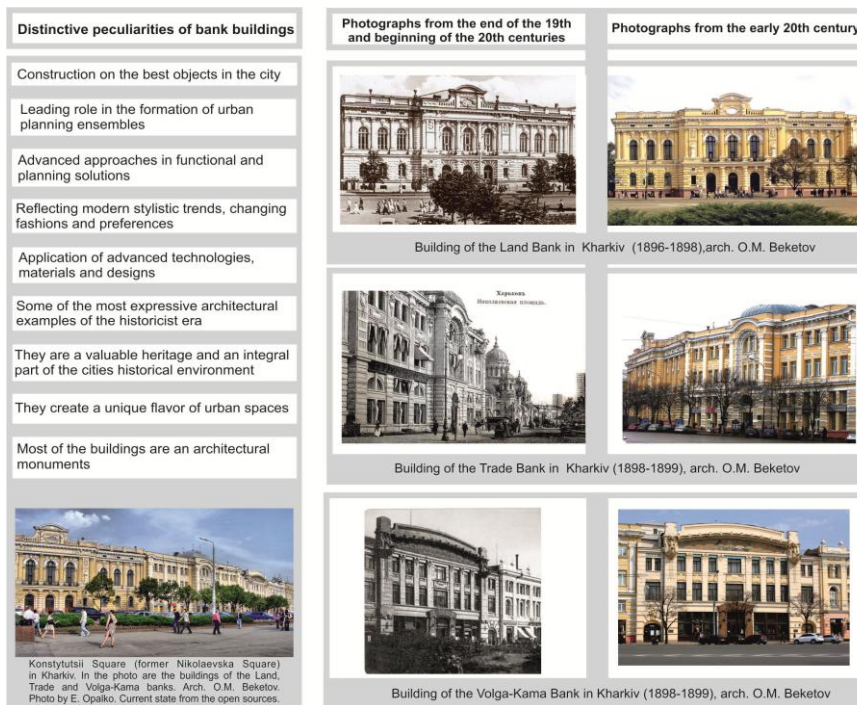 Distinctive peculiarities of bank buildings
Construction on the best objects in the city
Leading role in the formation of urban
planning ensembles
Advanced approaches in functional and
planning solutions
Reflecting modern stylistic trends, changing
fashions and preferences
Application of advanced technologies,
materials and designs
Some of the most expressive architectural
examples of the historicist era
They are a valuable heritage and an integral
part of the cities historical environment
They create a unique flavor of urban spaces
Most of the buildings are an architectural
monuments
Konstytutsii Square (former Nikolaevska Square)
in Kharkiv. In the photo are the buildings of the Land,
Trade and Volga-Kama banks. Arch. O.M. Beketov.
Photo by E. Opalko. Current state from the open sources.
Photographs from the end of the 19th
and beginning of the 20th centuries
Photographs from the early 20th century
Building of the Land Bank in Kharkiv (1896-1898),arch. O.M. Beketov
Харьковъ
Николаевская площадь.
Building of the Trade Bank in Kharkiv (1898-1899), arch. O.M. Beketov
Building of the Volga-Kama Bank in Kharkiv (1898-1899), arch. O.M. Beketov